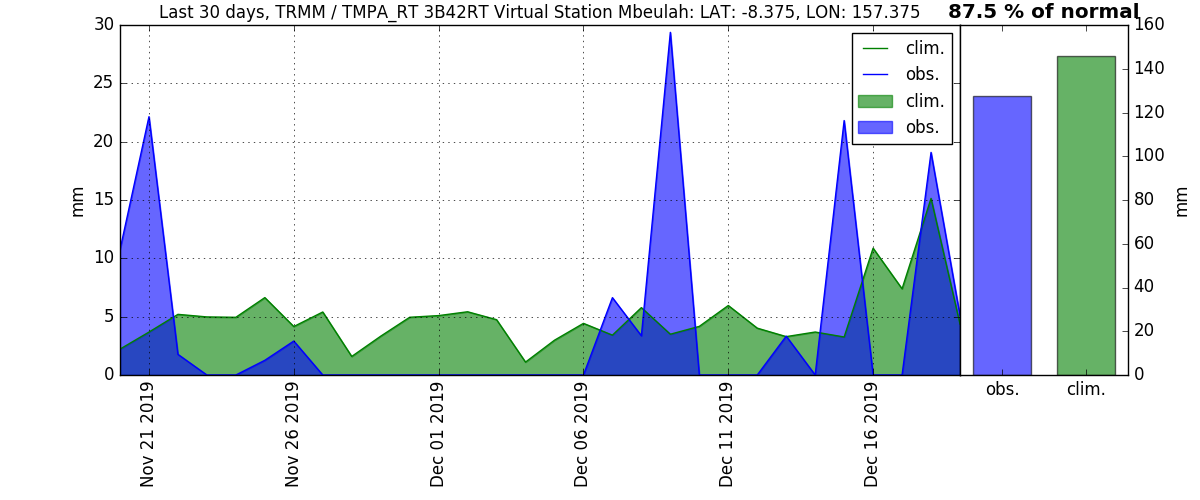 Last 30 days, TRMM / TMPA_RT 3B42RT Virtual Station Mbeulah: LAT: -8.375, LON: 157.375
87.5 % of normal
30
25
20
15
10
5
0
mm
clim.
obs.
clim.
obs.
Nov 21 2019
Nov 26 2019
Dec 01 2019
Dec 06 2019
Dec 11 2019
Dec 16 2019
160
140
120
100
80
60
40
20
0
mm
obs.
clim.